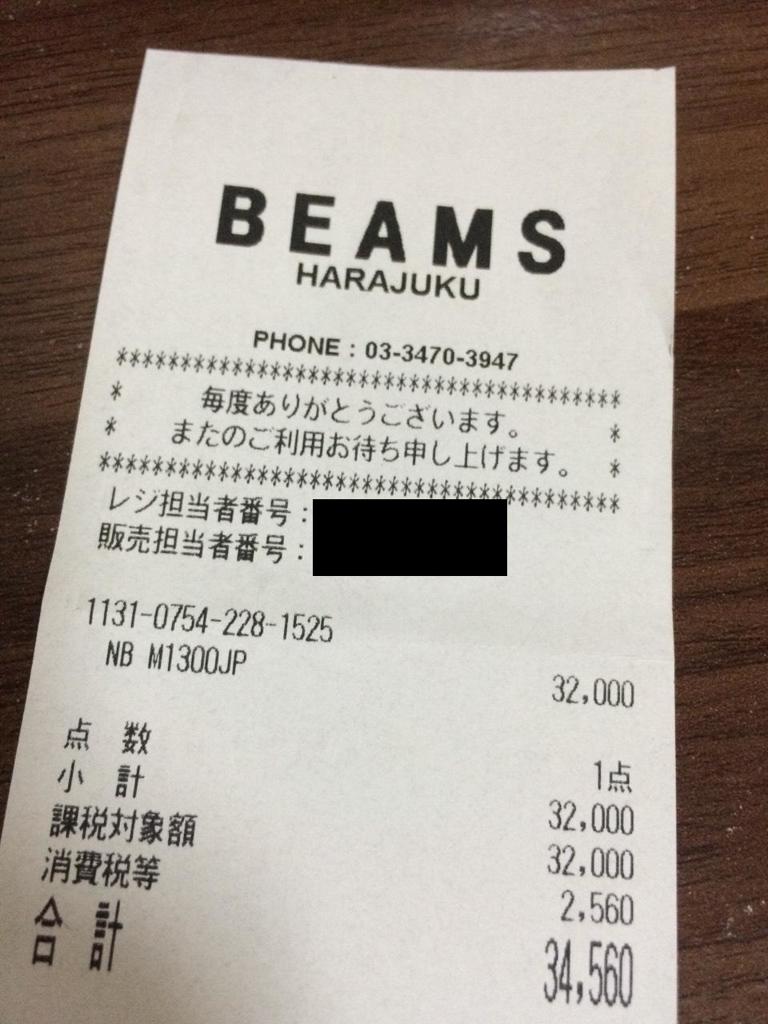 BEAMS
HARAJUKU
PHONE : 03-3470-3947
****************************************
* 毎度ありがとうございます。 *
* またのご利用お待ち申し上げます。 *
****************************************
レジ担当者番号:
販売担当者番号:
1131-0754-228-1525
NB M1300JP
32,000
点 数 1点
小 計 32,000
課税対象額 32,000
消費税等 2,560
合 計 34,560